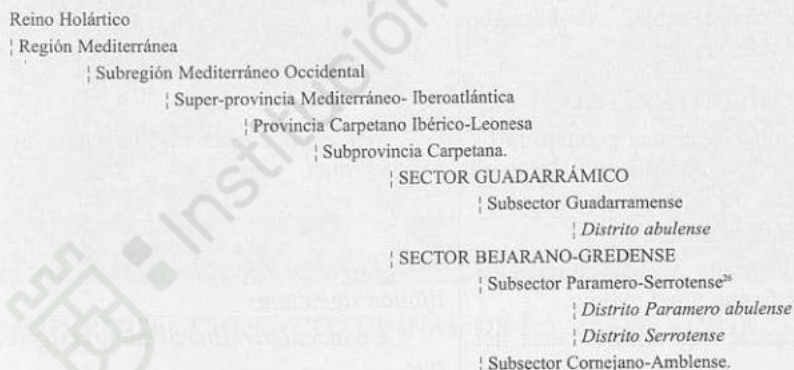 Reino Holártico
¦ Región Mediterránea
¦ Subregión Mediterráneo Occidental
¦ Super-provincia Mediterráneo- Iberoatlántica
¦ Provincia Carpetano Ibérico-Leonesa
¦ Subprovincia Carpetana.
¦ SECTOR GUADARRÁMICO
¦ Subsector Guadarramense
¦ Distrito abulense
¦ SECTOR BEJARANO-GREDENSE
¦ Subsector Paramero-Serrotense²⁶
¦ Distrito Paramero abulense
¦ Distrito Serrotense
¦ Subsector Cornejano-Amblense.
Institución